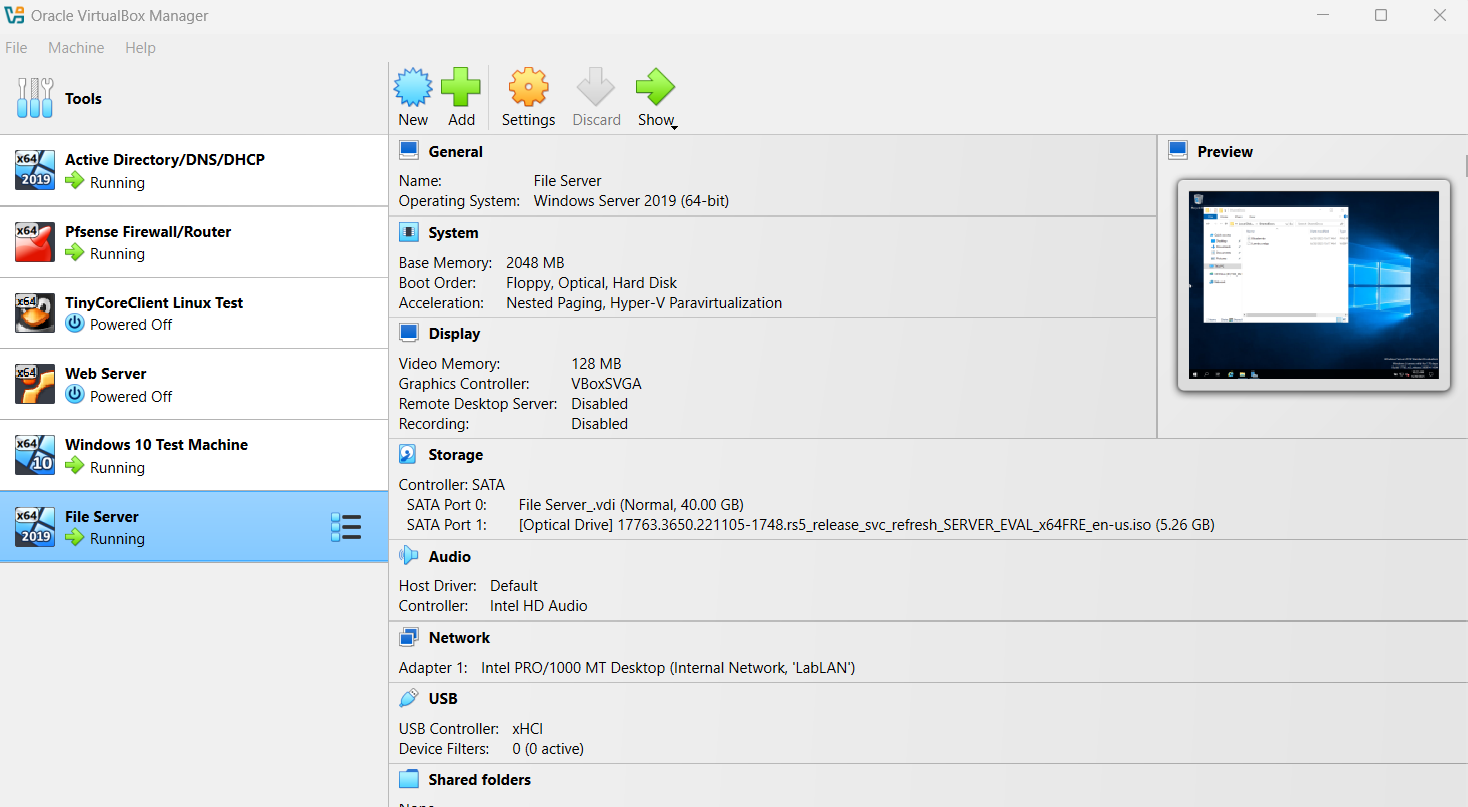 Oracle VirtualBox Manager
File Machine Help
Tools
New Add Settings Discard Show
x64 2019 Active Directory/DNS/DHCP
Running
x64 Pfsense Firewall/Router
Running
x64 TinyCoreClient Linux Test
Powered Off
x64 Web Server
Powered Off
x64 10 Windows 10 Test Machine
Running
x64 2019 File Server
Running
General
Name: File Server
Operating System: Windows Server 2019 (64-bit)
System
Base Memory: 2048 MB
Boot Order: Floppy, Optical, Hard Disk
Acceleration: Nested Paging, Hyper-V Paravirtualization
Display
Video Memory: 128 MB
Graphics Controller: VBoxSVGA
Remote Desktop Server: Disabled
Recording: Disabled
Preview
Storage
Controller: SATA
SATA Port 0: File Server_.vdi (Normal, 40.00 GB)
SATA Port 1: [Optical Drive] 17763.3650.221105-1748.rs5_release_svc_refresh_SERVER_EVAL_x64FRE_en-us.iso (5.26 GB)
Audio
Host Driver: Default
Controller: Intel HD Audio
Network
Adapter 1: Intel PRO/1000 MT Desktop (Internal Network, 'LabLAN')
USB
USB Controller: xHCI
Device Filters: 0 (0 active)
Shared folders